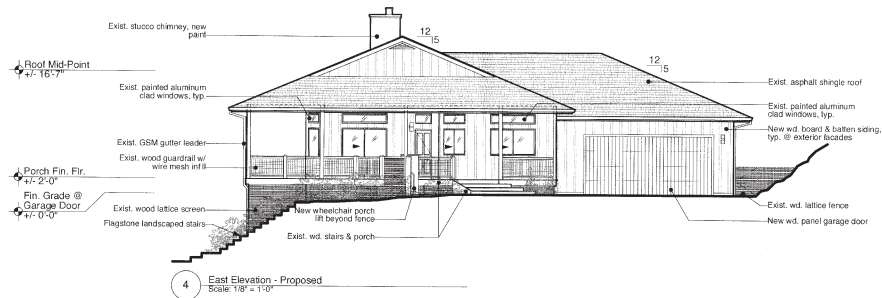 Exist. stucco chimney, new
paint
12
5
Roof Mid-Point
+/- 16'-7"
12
5
Exist. asphalt shingle roof
Exist. painted aluminum
clad windows, typ.
Exist. painted aluminum
clad windows, typ.
New wd. board & batten siding,
typ. @ exterior facades
Exist. GSM gutter leader
Exist. wood guardrail w/
wire mesh infill
Porch Fin. Flr.
+/- 2'-0"
Fin. Grade @
Garage Door
+/- 0'-0"
Exist. wood lattice screen
Flagstone landscaped stairs
New wheelchair porch
lift beyond fence
Exist. wd. stairs & porch
Exist. wd. lattice fence
New wd. panel garage door
4
East Elevation - Proposed
Scale: 1/8" = 1'-0"